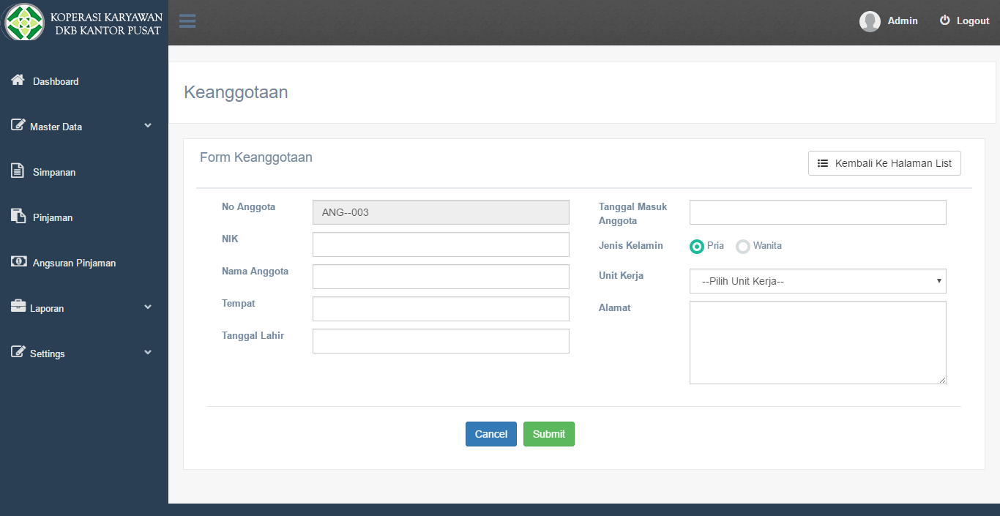 KOPERASI KARYAWAN
DKB KANTOR PUSAT
Admin
Logout
Dashboard
Master Data
Simpanan
Pinjaman
Angsuran Pinjaman
Laporan
Settings
Keanggotaan
Form Keanggotaan
Kembali Ke Halaman List
No Anggota
ANG--003
NIK
Nama Anggota
Tempat
Tanggal Lahir
Tanggal Masuk
Anggota
Jenis Kelamin
Pria
Wanita
Unit Kerja
--Pilih Unit Kerja--
Alamat
Cancel
Submit